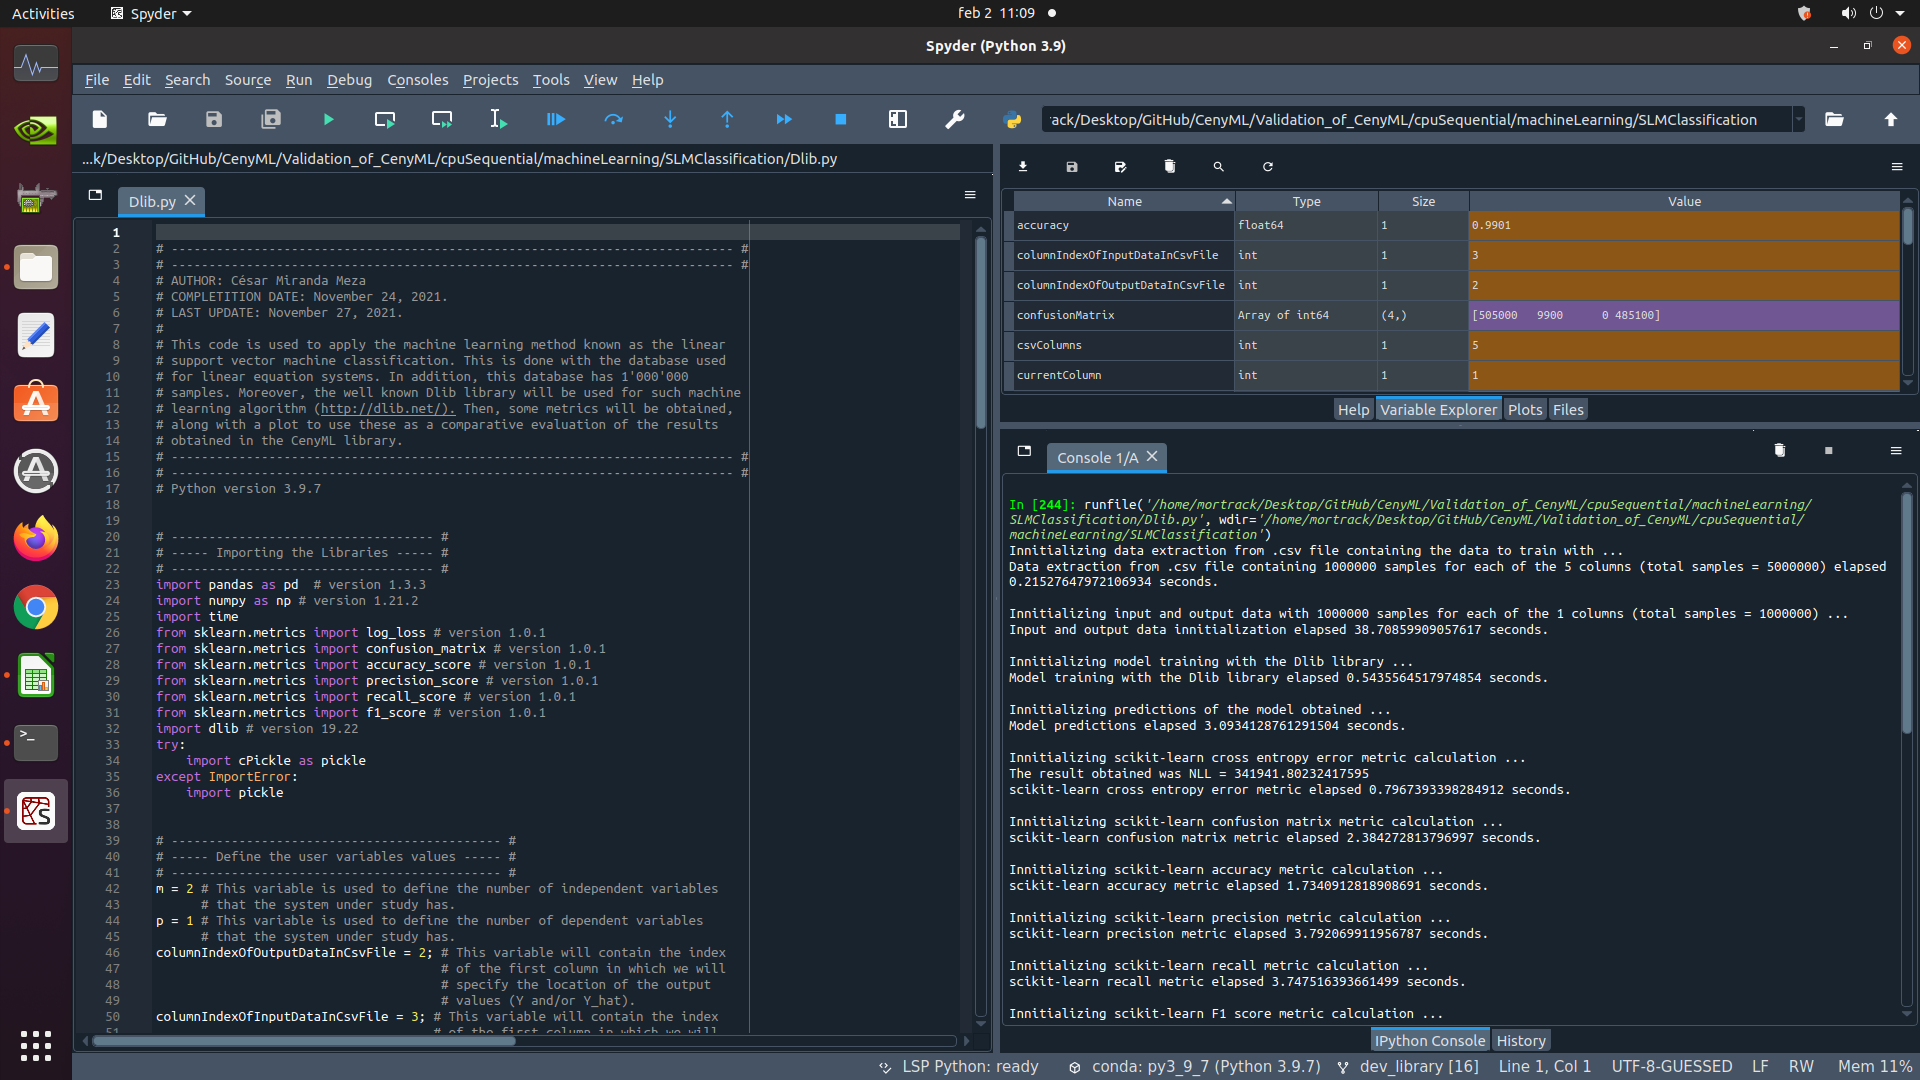 Activities
Spyder
feb 2 11:09
Spyder (Python 3.9)
File Edit Search Source Run Debug Consoles Projects Tools View Help
rack/Desktop/GitHub/CenyML/Validation_of_CenyML/cpuSequential/machineLearning/SLMClassification
...k/Desktop/GitHub/CenyML/Validation_of_CenyML/cpuSequential/machineLearning/SLMClassification/Dlib.py
Dlib.py
1
2 # --------------------------------------------------------------------------- #
3 # --------------------------------------------------------------------------- #
4 # AUTHOR: César Miranda Meza
5 # COMPLETITION DATE: November 24, 2021.
6 # LAST UPDATE: November 27, 2021.
7 #
8 # This code is used to apply the machine learning method known as the linear
9 # support vector machine classification. This is done with the database used
10 # for linear equation systems. In addition, this database has 1'000'000
11 # samples. Moreover, the well known Dlib library will be used for such machine
12 # learning algorithm (http://dlib.net/). Then, some metrics will be obtained,
13 # along with a plot to use these as a comparative evaluation of the results
14 # obtained in the CenyML library.
15 # --------------------------------------------------------------------------- #
16 # --------------------------------------------------------------------------- #
17 # Python version 3.9.7
18
19
20 # ----------------------------------- #
21 # ----- Importing the Libraries ----- #
22 # ----------------------------------- #
23 import pandas as pd  # version 1.3.3
24 import numpy as np # version 1.21.2
25 import time
26 from sklearn.metrics import log_loss # version 1.0.1
27 from sklearn.metrics import confusion_matrix # version 1.0.1
28 from sklearn.metrics import accuracy_score # version 1.0.1
29 from sklearn.metrics import precision_score # version 1.0.1
30 from sklearn.metrics import recall_score # version 1.0.1
31 from sklearn.metrics import f1_score # version 1.0.1
32 import dlib # version 19.22
33 try:
34     import cPickle as pickle
35 except ImportError:
36     import pickle
37
38
39 # -------------------------------------------- #
40 # ----- Define the user variables values ----- #
41 # -------------------------------------------- #
42 m = 2 # This variable is used to define the number of independent variables
43       # that the system under study has.
44 p = 1 # This variable is used to define the number of dependent variables
45       # that the system under study has.
46 columnIndexOfOutputDataInCsvFile = 2; # This variable will contain the index
47                                       # of the first column in which we will
48                                       # specify the location of the output
49                                       # values (Y and/or Y_hat).
50 columnIndexOfInputDataInCsvFile = 3; # This variable will contain the index
51                                      # of the first column in which we will
Name Type Size Value
accuracy float64 1 0.9901
columnIndexOfInputDataInCsvFile int 1 3
columnIndexOfOutputDataInCsvFile int 1 2
confusionMatrix Array of int64 (4,) [505000   9900      0 485100]
csvColumns int 1 5
currentColumn int 1 1
Help Variable Explorer Plots Files
Console 1/A
In [244]: runfile('/home/mortrack/Desktop/GitHub/CenyML/Validation_of_CenyML/cpuSequential/machineLearning/
SLMClassification/Dlib.py', wdir='/home/mortrack/Desktop/GitHub/CenyML/Validation_of_CenyML/cpuSequential/
machineLearning/SLMClassification')
Innitializing data extraction from .csv file containing the data to train with ...
Data extraction from .csv file containing 1000000 samples for each of the 5 columns (total samples = 5000000) elapsed
0.21527647972106934 seconds.
Innitializing input and output data with 1000000 samples for each of the 1 columns (total samples = 1000000) ...
Input and output data innitialization elapsed 38.70859909057617 seconds.
Innitializing model training with the Dlib library ...
Model training with the Dlib library elapsed 0.5435564517974854 seconds.
Innitializing predictions of the model obtained ...
Model predictions elapsed 3.0934128761291504 seconds.
Innitializing scikit-learn cross entropy error metric calculation ...
The result obtained was NLL = 341941.80232417595
scikit-learn cross entropy error metric elapsed 0.7967393398284912 seconds.
Innitializing scikit-learn confusion matrix metric calculation ...
scikit-learn confusion matrix metric elapsed 2.384272813796997 seconds.
Innitializing scikit-learn accuracy metric calculation ...
scikit-learn accuracy metric elapsed 1.7340912818908691 seconds.
Innitializing scikit-learn precision metric calculation ...
scikit-learn precision metric elapsed 3.792069911956787 seconds.
Innitializing scikit-learn recall metric calculation ...
scikit-learn recall metric elapsed 3.747516393661499 seconds.
Innitializing scikit-learn F1 score metric calculation ...
IPython Console History
LSP Python: ready conda: py3_9_7 (Python 3.9.7) dev_library [16] Line 1, Col 1 UTF-8-GUESSED LF RW Mem 11%